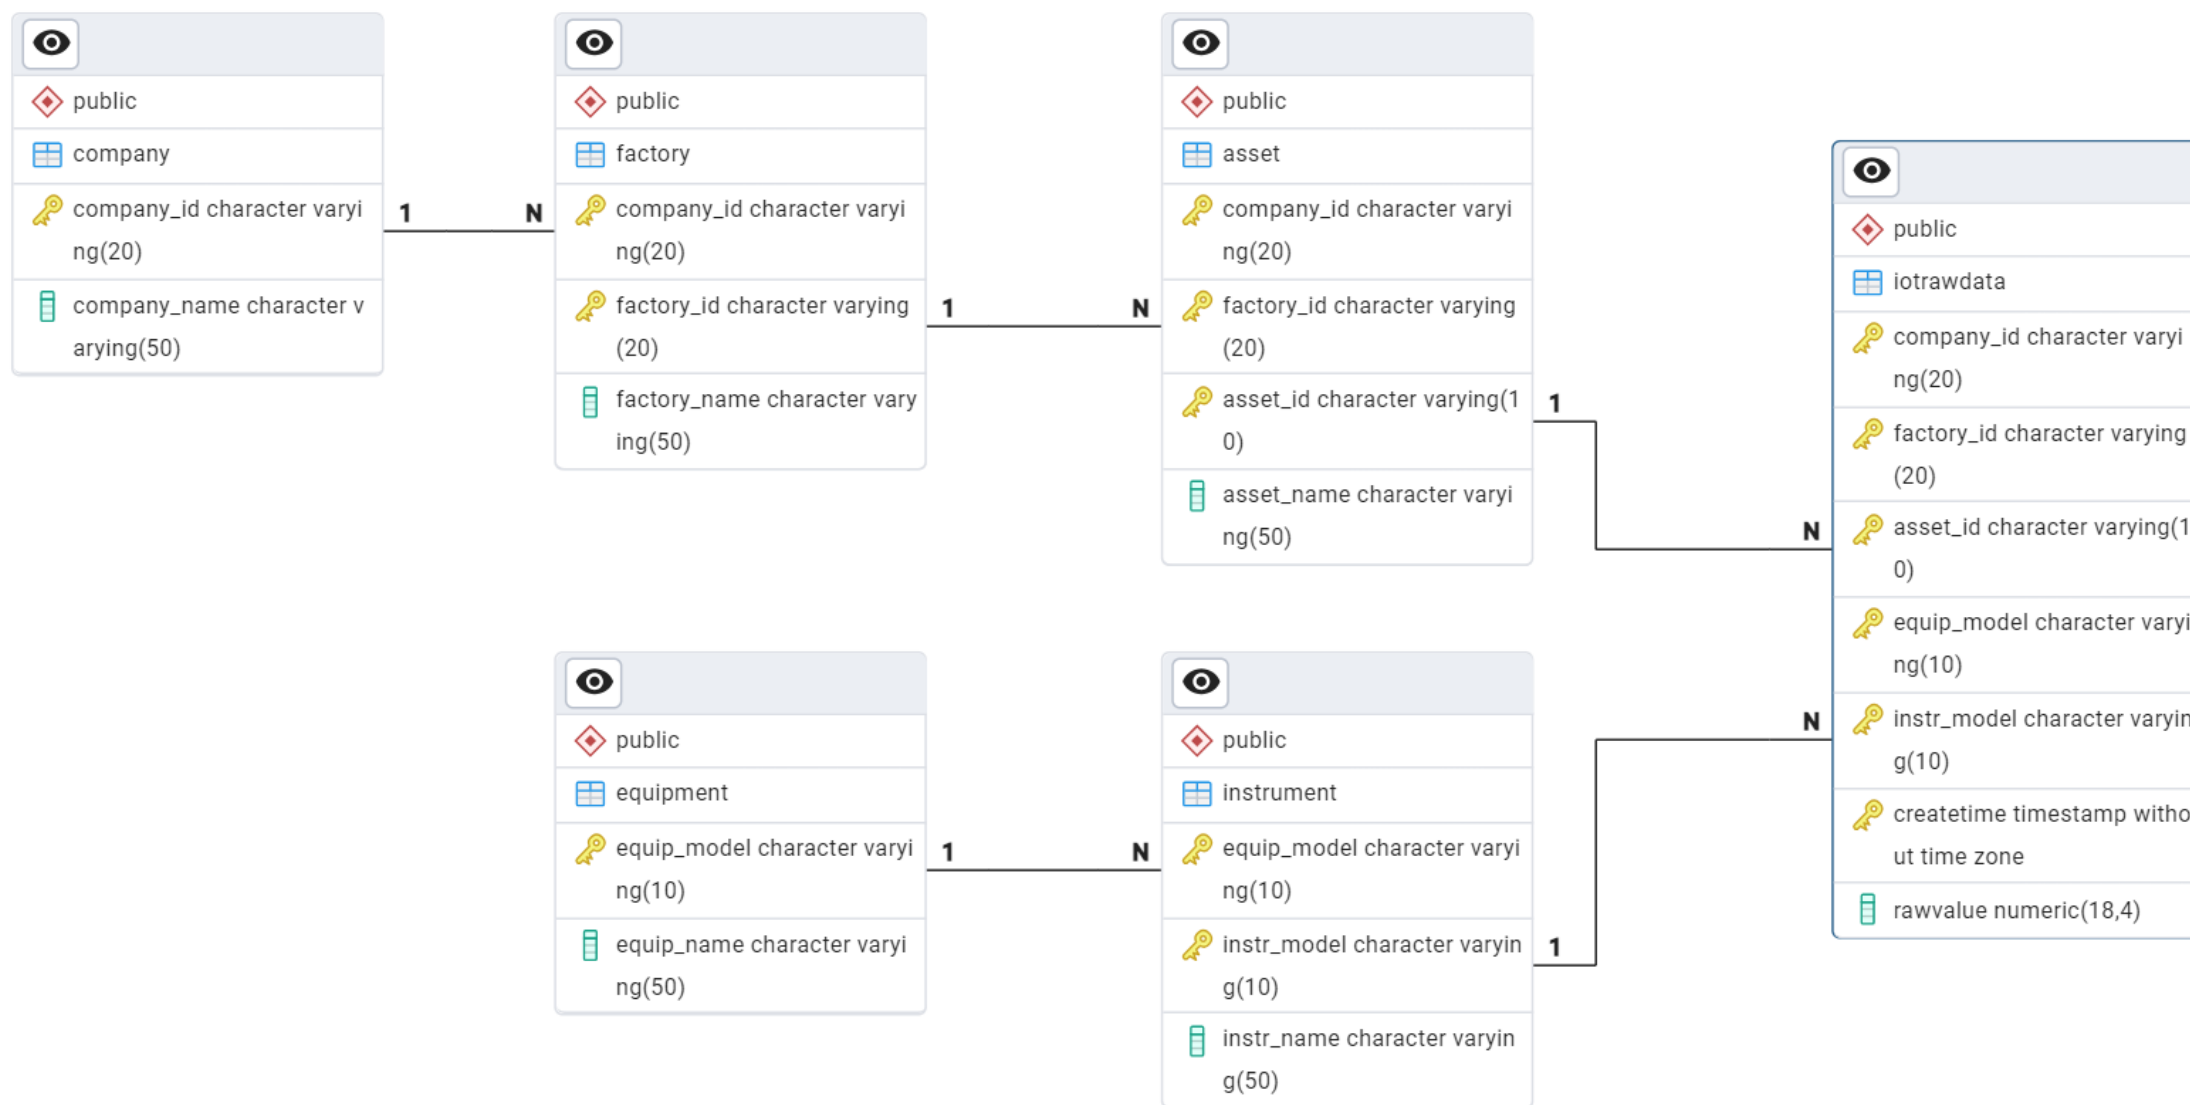 public
company
company_id character varyi
ng(20)
company_name character v
arying(50)
1
N
public
factory
company_id character varyi
ng(20)
factory_id character varying
(20)
factory_name character vary
ing(50)
1
N
public
asset
company_id character varyi
ng(20)
factory_id character varying
(20)
asset_id character varying(1
0)
asset_name character varyi
ng(50)
1
N
public
iotrawdata
company_id character varyi
ng(20)
factory_id character varying
(20)
asset_id character varying(1
0)
equip_model character varyi
ng(10)
instr_model character varyin
g(10)
createtime timestamp witho
ut time zone
rawvalue numeric(18,4)
public
equipment
equip_model character varyi
ng(10)
equip_name character varyi
ng(50)
1
N
public
instrument
equip_model character varyi
ng(10)
instr_model character varyin
g(10)
instr_name character varyin
g(50)
1
N